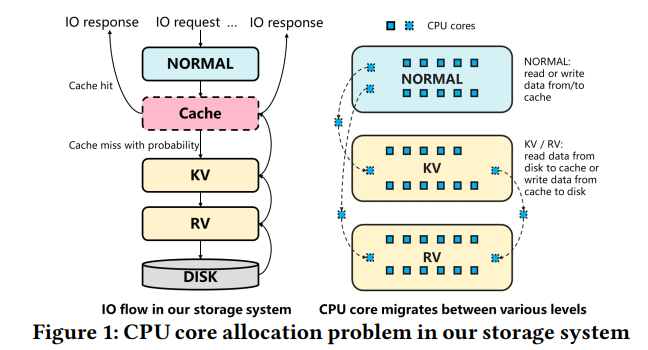 IO response
IO request ...
IO response
NORMAL
Cache hit
Cache
Cache miss with probability
KV
RV
DISK
IO flow in our storage system
CPU cores
NORMAL
NORMAL:
read or write
data from/to
cache
KV
KV / RV:
read data from
disk to cache or
write data from
cache to disk
RV
CPU core migrates between various levels
Figure 1: CPU core allocation problem in our storage system